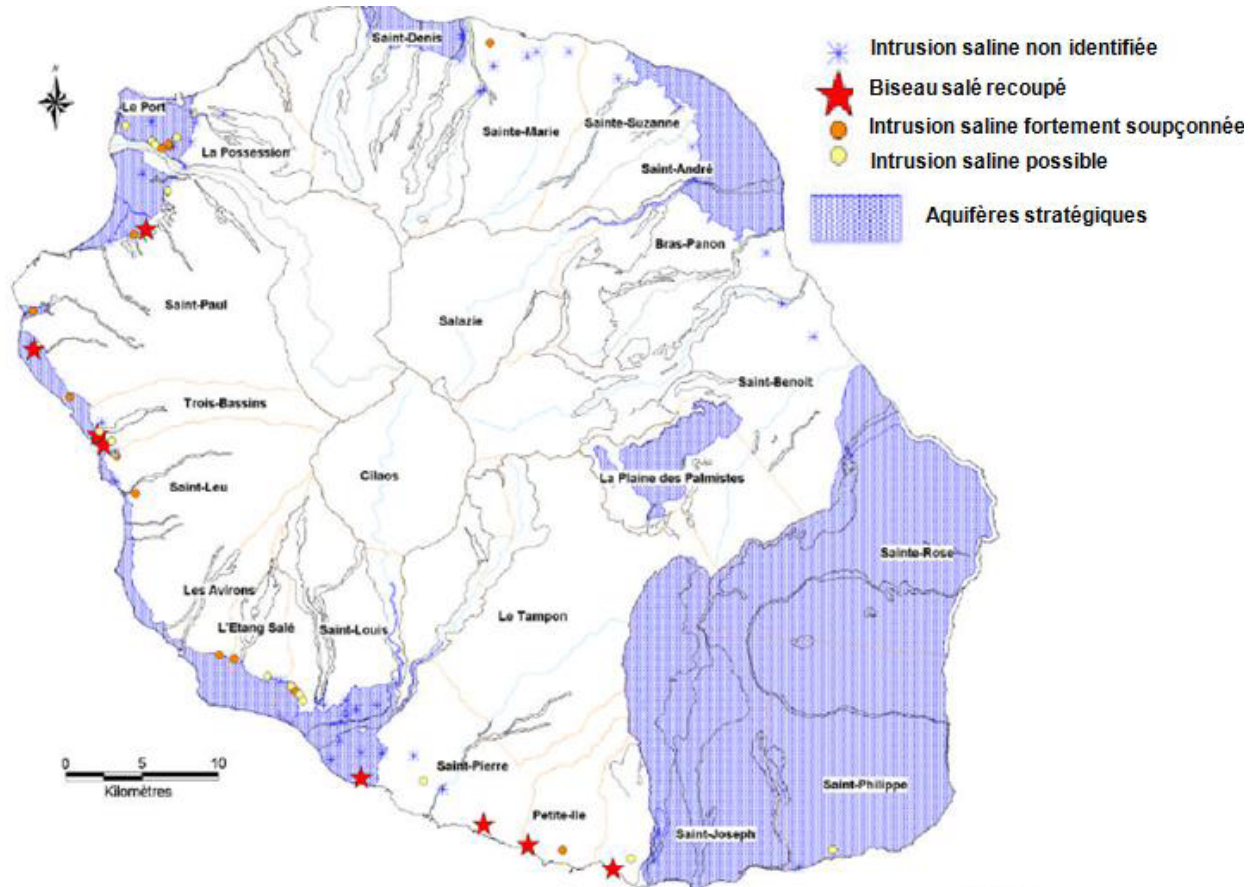 Saint-Denis
Intrusion saline non identifiée
Biseau salé recoupé
Intrusion saline fortement soupçonnée
Intrusion saline possible
Aquifères stratégiques
N
Le Port
La Possession
Sainte-Marie
Sainte-Suzanne
Saint-André
Bras-Panon
Saint-Paul
Salazie
Saint-Benoit
Trois-Bassins
Cilaos
La Plaine des Palmistes
Saint-Leu
Sainte-Rose
Les Avirons
L'Etang Salé
Saint-Louis
Le Tampon
0 5 10
Kilomètres
Saint-Pierre
Saint-Philippe
Petite-Ile
Saint-Joseph